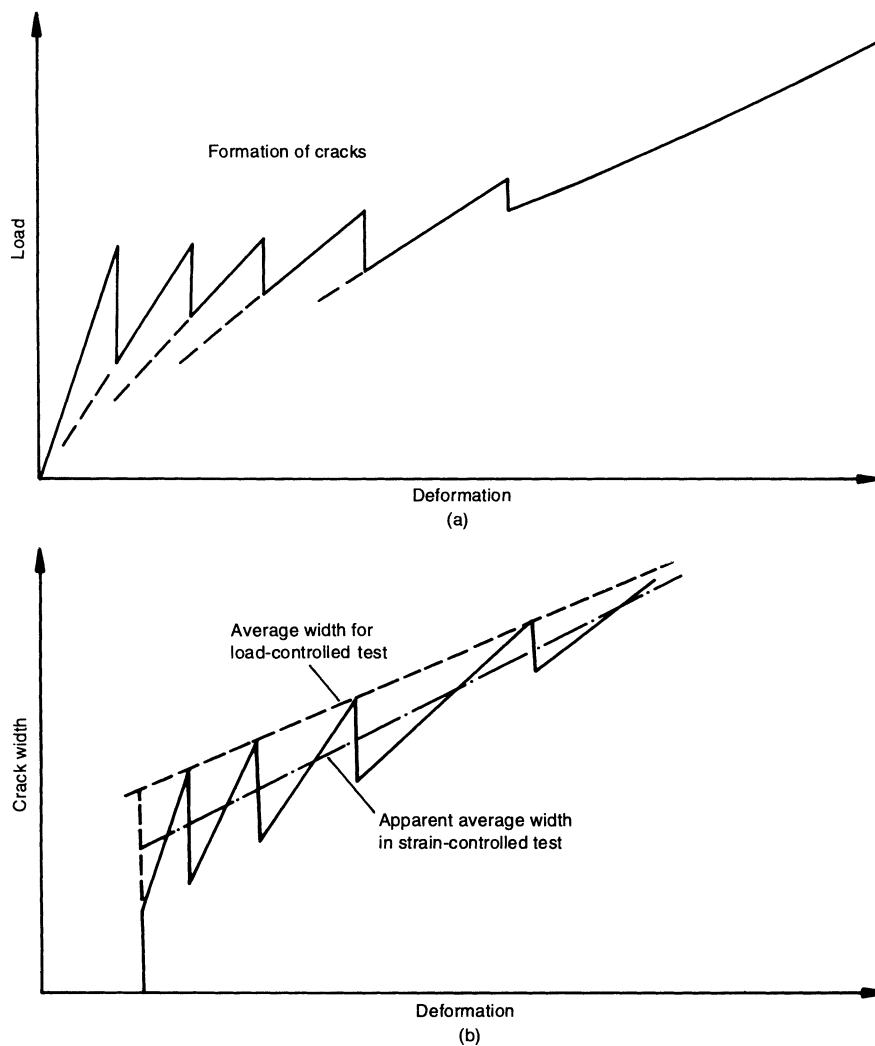 Formation of cracks
Load
Deformation
(a)
Average width for
load-controlled test
Crack width
Apparent average width
in strain-controlled test
Deformation
(b)